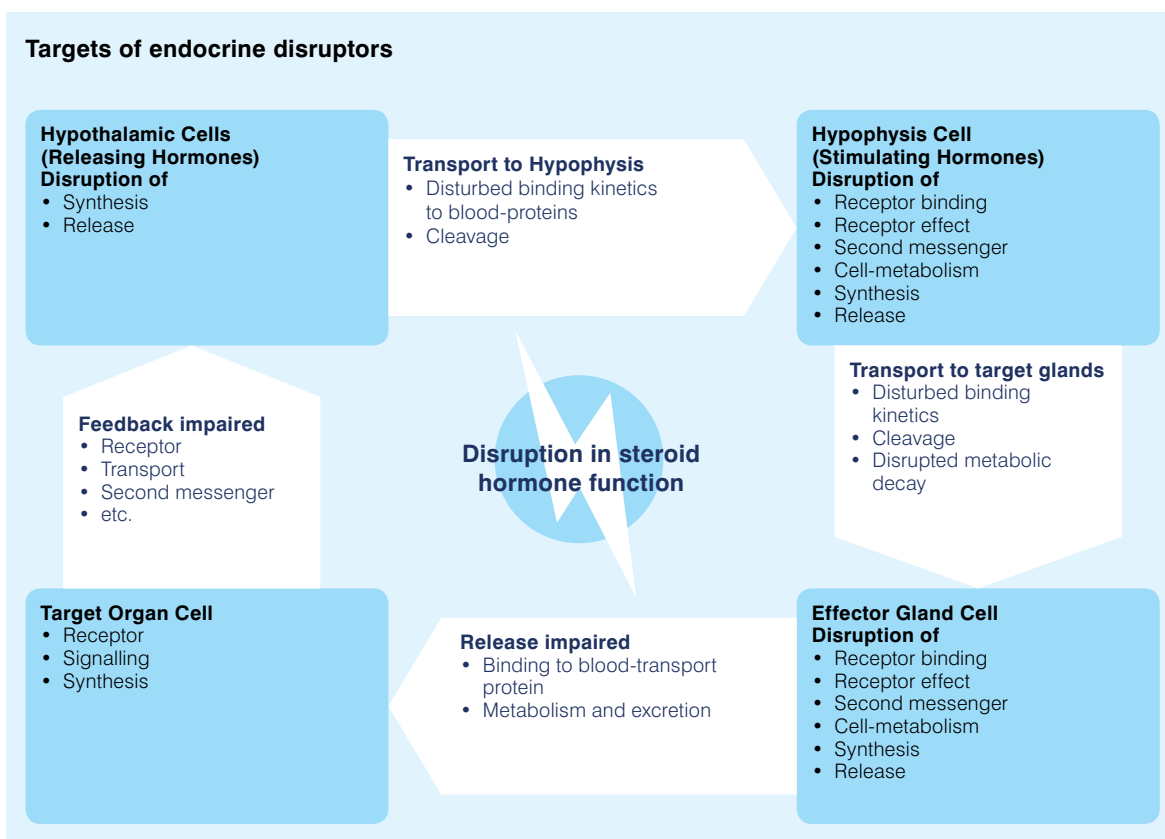 Targets of endocrine disruptors
Hypothalamic Cells
(Releasing Hormones)
Disruption of
• Synthesis
• Release
Transport to Hypophysis
• Disturbed binding kinetics
to blood-proteins
• Cleavage
Hypophysis Cell
(Stimulating Hormones)
Disruption of
• Receptor binding
• Receptor effect
• Second messenger
• Cell-metabolism
• Synthesis
• Release
Transport to target glands
• Disturbed binding
kinetics
• Cleavage
• Disrupted metabolic
decay
Feedback impaired
• Receptor
• Transport
• Second messenger
• etc.
Disruption in steroid
hormone function
Target Organ Cell
• Receptor
• Signalling
• Synthesis
Release impaired
• Binding to blood-transport
protein
• Metabolism and excretion
Effector Gland Cell
Disruption of
• Receptor binding
• Receptor effect
• Second messenger
• Cell-metabolism
• Synthesis
• Release